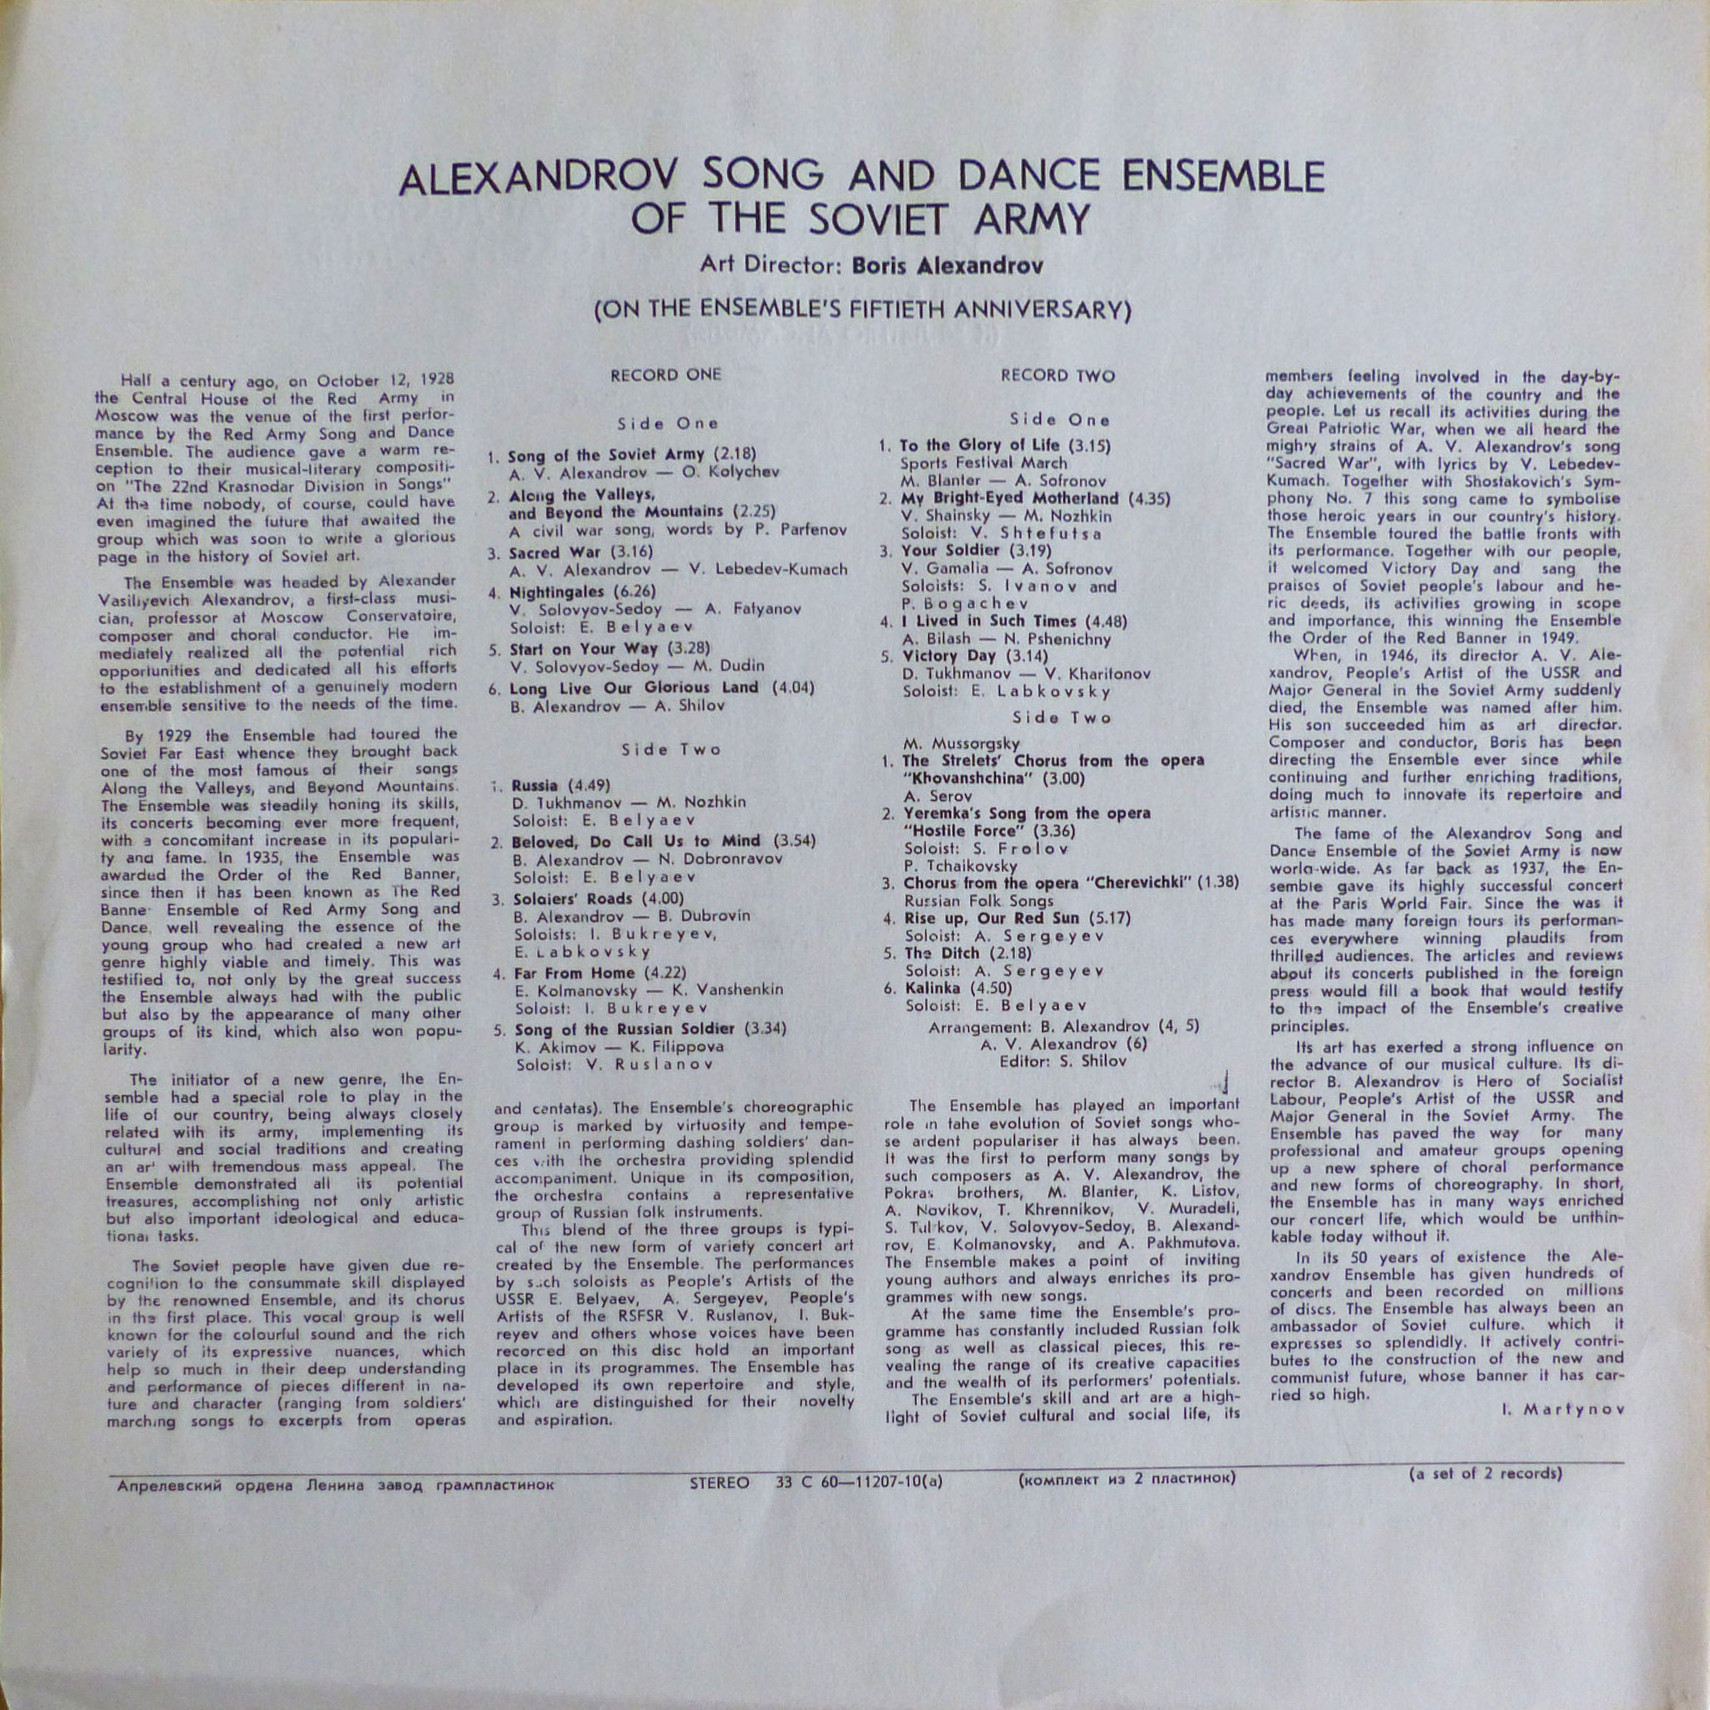 ALEXANDROV SONG AND DANCE ENSEMBLE
OF THE SOVIET ARMY
Art Director: Boris Alexandrov
(ON THE ENSEMBLE'S FIFTIETH ANNIVERSARY)
Half a century ago, on October 12, 1928
the Central House of the Red Army in
Moscow was the venue of the first perfor-
mance by the Red Army Song and Dance
Ensemble. The audience gave a warm re-
ception to their musical-literary compositi-
on "The 22nd Krasnodar Division in Songs"
At the time nobody, of course, could have
even imagined the future that awaited the
group which was soon to write a glorious
page in the history of Soviet art.
The Ensemble was headed by Alexander
Vasiliyevich Alexandrov, a first-class musi-
cian, professor at Moscow Conservatoire,
composer and choral conductor. He im-
mediately realized all the potential rich
opportunities and dedicated all his efforts
to the establishment of a genuinely modern
ensemble sensitive to the needs of the time.
By 1929 the Ensemble had toured the
Soviet Far East whence they brought back
one of the most famous of their songs
Along the Valleys, and Beyond Mountains.
The Ensemble was steadily honing its skills,
its concerts becoming ever more frequent,
with a concomitant increase in its populari-
ty and fame. In 1935, the Ensemble was
awarded the Order of the Red Banner,
since then it has been known as The Red
Banner Ensemble of Red Army Song and
Dance, well revealing the essence of the
young group who had created a new art
genre highly viable and timely. This was
testified to, not only by the great success
the Ensemble always had with the public
but also by the appearance of many other
groups of its kind, which also won popu-
larity.
The initiator of a new genre, the En-
semble had a special role to play in the
life of our country, being always closely
related with its army, implementing its
cultural and social traditions and creating
an art with tremendous mass appeal. The
Ensemble demonstrated all its potential
treasures, accomplishing not only artistic
but also important ideological and educa-
tional tasks.
The Soviet people have given due re-
cognition to the consummate skill displayed
by the renowned Ensemble, and its chorus
in the first place. This vocal group is well
known for the colourful sound and the rich
variety of its expressive nuances, which
help so much in their deep understanding
and performance of pieces different in na-
ture and character (ranging from soldiers'
marching songs to excerpts from operas
RECORD ONE
Side One
1. Song of the Soviet Army (2.18)
A. V. Alexandrov — O. Kolychev
2. Along the Valleys,
and Beyond the Mountains (2.25)
A civil war song, words by P. Parfenov
3. Sacred War (3.16)
A. V. Alexandrov — V. Lebedev-Kumach
4. Nightingales (6.26)
V. Solovyov-Sedoy — A. Fatyanov
Soloist: E. Belyaev
5. Start on Your Way (3.28)
V. Solovyov-Sedoy — M. Dudin
6. Long Live Our Glorious Land (4.04)
B. Alexandrov — A. Shilov
Side Two
1. Russia (4.49)
D. Tukhmanov — M. Nozhkin
Soloist: E. Belyaev
2. Beloved, Do Call Us to Mind (3.54)
B. Alexandrov — N. Dobronravov
Soloist: E. Belyaev
3. Soldiers' Roads (4.00)
B. Alexandrov — B. Dubrovin
Soloists: I. Bukreyev,
E. Labkovsky
4. Far From Home (4.22)
E. Kolmanovsky — K. Vanshenkin
Soloist: I. Bukreyev
5. Song of the Russian Soldier (3.34)
K. Akimov — K. Filippova
Soloist: V. Ruslanov
and cantatas). The Ensemble's choreographic
group is marked by virtuosity and tempe-
rament in performing dashing soldiers' dan-
ces with the orchestra providing splendid
accompaniment. Unique in its composition,
the orchestra contains a representative
group of Russian folk instruments.
This blend of the three groups is typi-
cal of the new form of variety concert art
created by the Ensemble. The performances
by such soloists as People's Artists of the
USSR E. Belyaev, A. Sergeyev, People's
Artists of the RSFSR V. Ruslanov, I. Buk-
reyev and others whose voices have been
recorced on this disc hold an important
place in its programmes. The Ensemble has
developed its own repertoire and style,
which are distinguished for their novelty
and aspiration.
RECORD TWO
Side One
1. To the Glory of Life (3.15)
Sports Festival March
M. Blanter — A. Sofronov
2. My Bright-Eyed Motherland (4.35)
V. Shainsky — M. Nozhkin
Soloist: V. Shtefutsa
3. Your Soldier (3.19)
V. Gamalia — A. Sofronov
Soloists: S. Ivanov and
P. Bogachev
4. I Lived in Such Times (4.48)
A. Bilash — N. Pshenichny
5. Victory Day (3.14)
D. Tukhmanov — V. Kharitonov
Soloist: E. Labkovsky
Side Two
M. Mussorgsky
1. The Strelets' Chorus from the opera
"Khovanshchina" (3.00)
A. Serov
2. Yeremka's Song from the opera
"Hostile Force" (3.36)
Soloist: S. Frolov
P. Tchaikovsky
3. Chorus from the opera "Cherevichki" (1.38)
Russian Folk Songs
4. Rise up, Our Red Sun (5.17)
Soloist: A. Sergeyev
5. The Ditch (2.18)
Soloist: A. Sergeyev
6. Kalinka (4.50)
Soloist: E. Belyaev
Arrangement: B. Alexandrov (4, 5)
A. V. Alexandrov (6)
Editor: S. Shilov
The Ensemble has played an important
role in tahe evolution of Soviet songs who-
se ardent populariser it has always been.
It was the first to perform many songs by
such composers as A. V. Alexandrov, the
Pokras brothers, M. Blanter, K. Listov,
A. Novikov, T. Khrennikov, V. Muradeli,
S. Tulikov, V. Solovyov-Sedoy, B. Alexand-
rov, E. Kolmanovsky, and A. Pakhmutova.
The Ensemble makes a point of inviting
young authors and always enriches its pro-
grammes with new songs.
At the same time the Ensemble's pro-
gramme has constantly included Russian folk
song as well as classical pieces, this re-
vealing the range of its creative capacities
and the wealth of its performers' potentials.
The Ensemble's skill and art are a high-
light of Soviet cultural and social life, its
members feeling involved in the day-by-
day achievements of the country and the
people. Let us recall its activities during the
Great Patriotic War, when we all heard the
mighty strains of A. V. Alexandrov's song
"Sacred War", with lyrics by V. Lebedev-
Kumach. Together with Shostakovich's Sym-
phony No. 7 this song came to symbolise
those heroic years in our country's history.
The Ensemble toured the battle fronts with
its performance. Together with our people,
it welcomed Victory Day and sang the
praises of Soviet people's labour and he-
ric deeds, its activities growing in scope
and importance, this winning the Ensemble
the Order of the Red Banner in 1949.
When, in 1946, its director A. V. Ale-
xandrov, People's Artist of the USSR and
Major General in the Soviet Army suddenly
died, the Ensemble was named after him.
His son succeeded him as art director.
Composer and conductor, Boris has been
directing the Ensemble ever since while
continuing and further enriching traditions,
doing much to innovate its repertoire and
artistic manner.
The fame of the Alexandrov Song and
Dance Ensemble of the Soviet Army is now
world-wide. As far back as 1937, the En-
semble gave its highly successful concert
at the Paris World Fair. Since the was it
has made many foreign tours its performan-
ces everywhere winning plaudits from
thrilled audiences. The articles and reviews
about its concerts published in the foreign
press would fill a book that would testify
to the impact of the Ensemble's creative
principles.
Its art has exerted a strong influence on
the advance of our musical culture. Its di-
rector B. Alexandrov is Hero of Socialist
Labour, People's Artist of the USSR and
Major General in the Soviet Army. The
Ensemble has paved the way for many
professional and amateur groups opening
up a new sphere of choral performance
and new forms of choreography. In short,
the Ensemble has in many ways enriched
our concert life, which would be unthin-
kable today without it.
In its 50 years of existence the Ale-
xandrov Ensemble has given hundreds of
concerts and been recorded on millions
of discs. The Ensemble has always been an
ambassador of Soviet culture. which it
expresses so splendidly. It actively contri-
butes to the construction of the new and
communist future, whose banner it has car-
ried so high.
I. Martynov
Апрелевский ордена Ленина завод грампластинок
STEREO 33 С 60—11207-10(а)
(комплект из 2 пластинок)
(a set of 2 records)